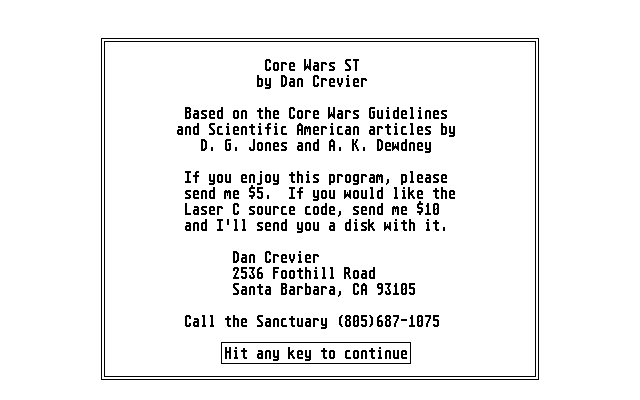 Core Wars ST
by Dan Crevier
Based on the Core Wars Guidelines
and Scientific American articles by
D. G. Jones and A. K. Dewdney
If you enjoy this program, please
send me $5.  If you would like the
Laser C source code, send me $10
and I'll send you a disk with it.
Dan Crevier
2536 Foothill Road
Santa Barbara, CA 93105
Call the Sanctuary (805)687-1075
Hit any key to continue